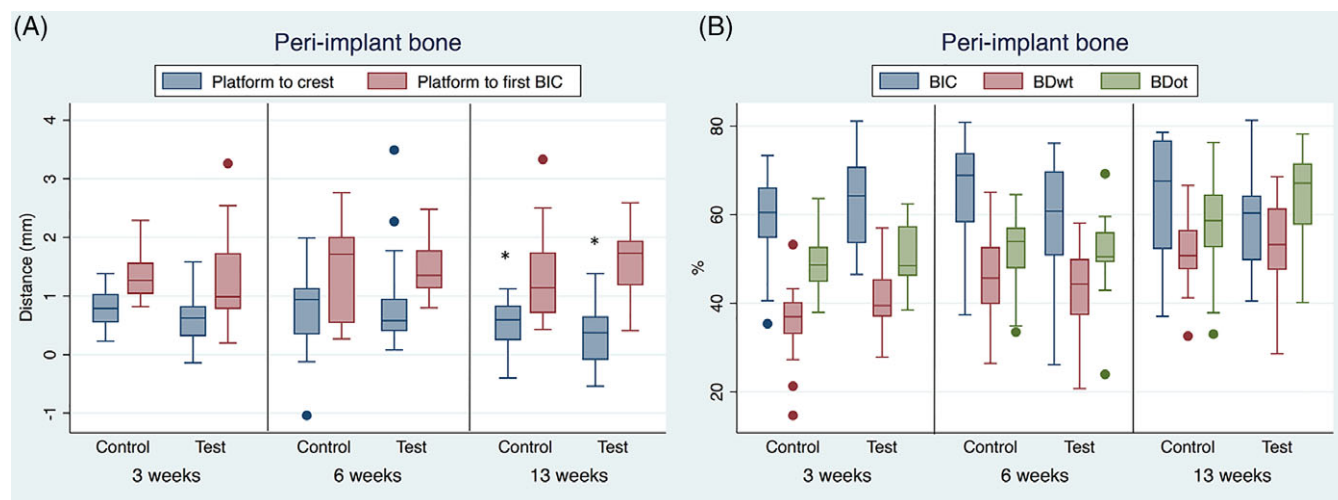 (A)
Peri-implant bone
Platform to crest Platform to first BIC
Distance (mm)
4
3
2
1
0
-1
* *
Control Test Control Test Control Test
3 weeks 6 weeks 13 weeks
(B)
Peri-implant bone
BIC BDwt BDot
%
80
60
40
20
Control Test Control Test Control Test
3 weeks 6 weeks 13 weeks